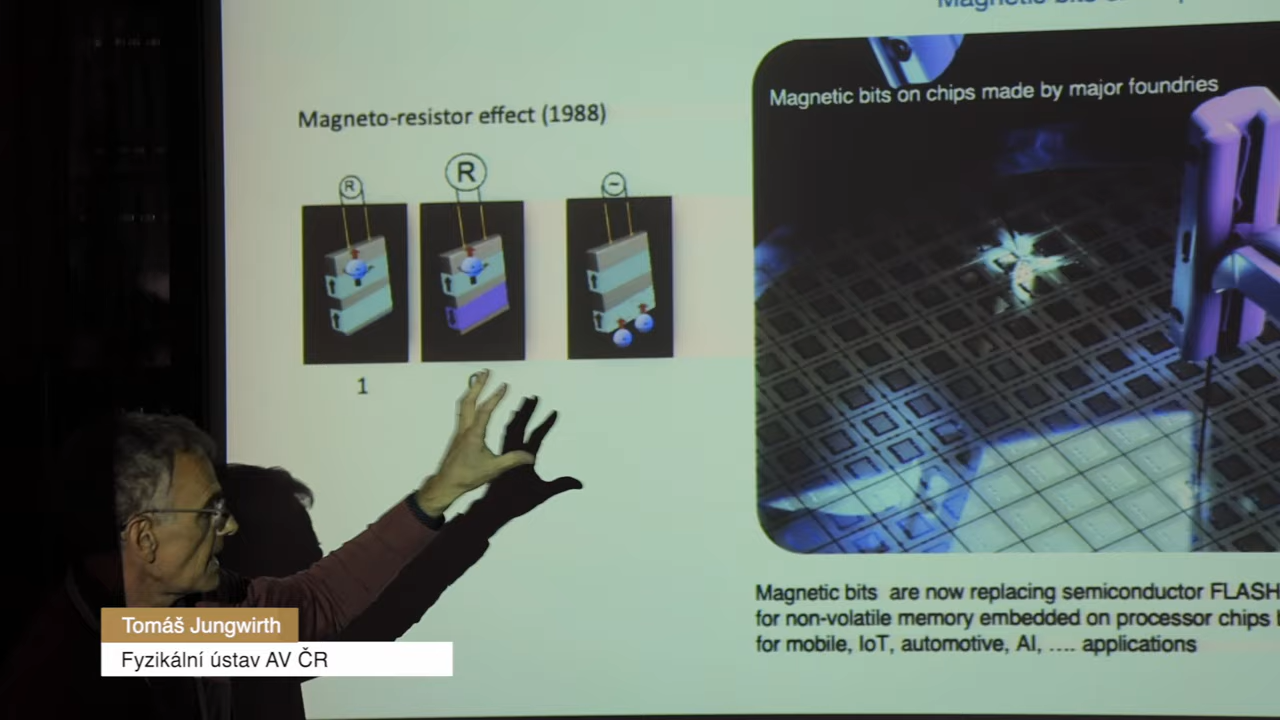 Magnetic bits
Magneto-resistor effect (1988)
R
R
~
1
Magnetic bits on chips made by major foundries
Magnetic bits are now replacing semiconductor FLASH
for non-volatile memory embedded on processor chips
for mobile, IoT, automotive, AI, .... applications
Tomáš Jungwirth
Fyzikální ústav AV ČR